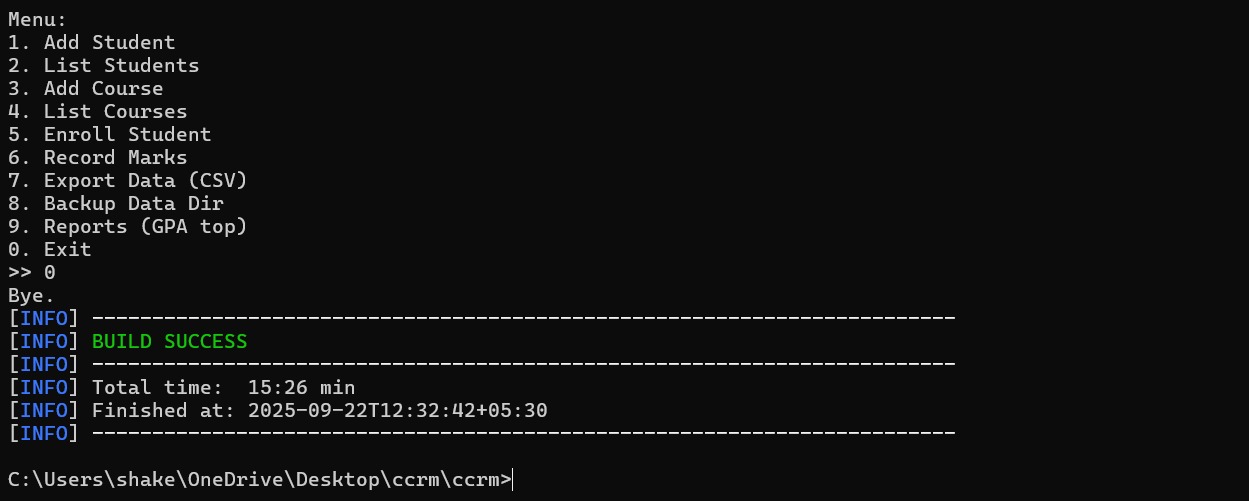 Menu:
1. Add Student
2. List Students
3. Add Course
4. List Courses
5. Enroll Student
6. Record Marks
7. Export Data (CSV)
8. Backup Data Dir
9. Reports (GPA top)
0. Exit
>> 0
Bye.
[INFO] ------------------------------------------------------------------------
[INFO] BUILD SUCCESS
[INFO] ------------------------------------------------------------------------
[INFO] Total time:  15:26 min
[INFO] Finished at: 2025-09-22T12:32:42+05:30
[INFO] ------------------------------------------------------------------------
C:\Users\shake\OneDrive\Desktop\ccrm\ccrm>